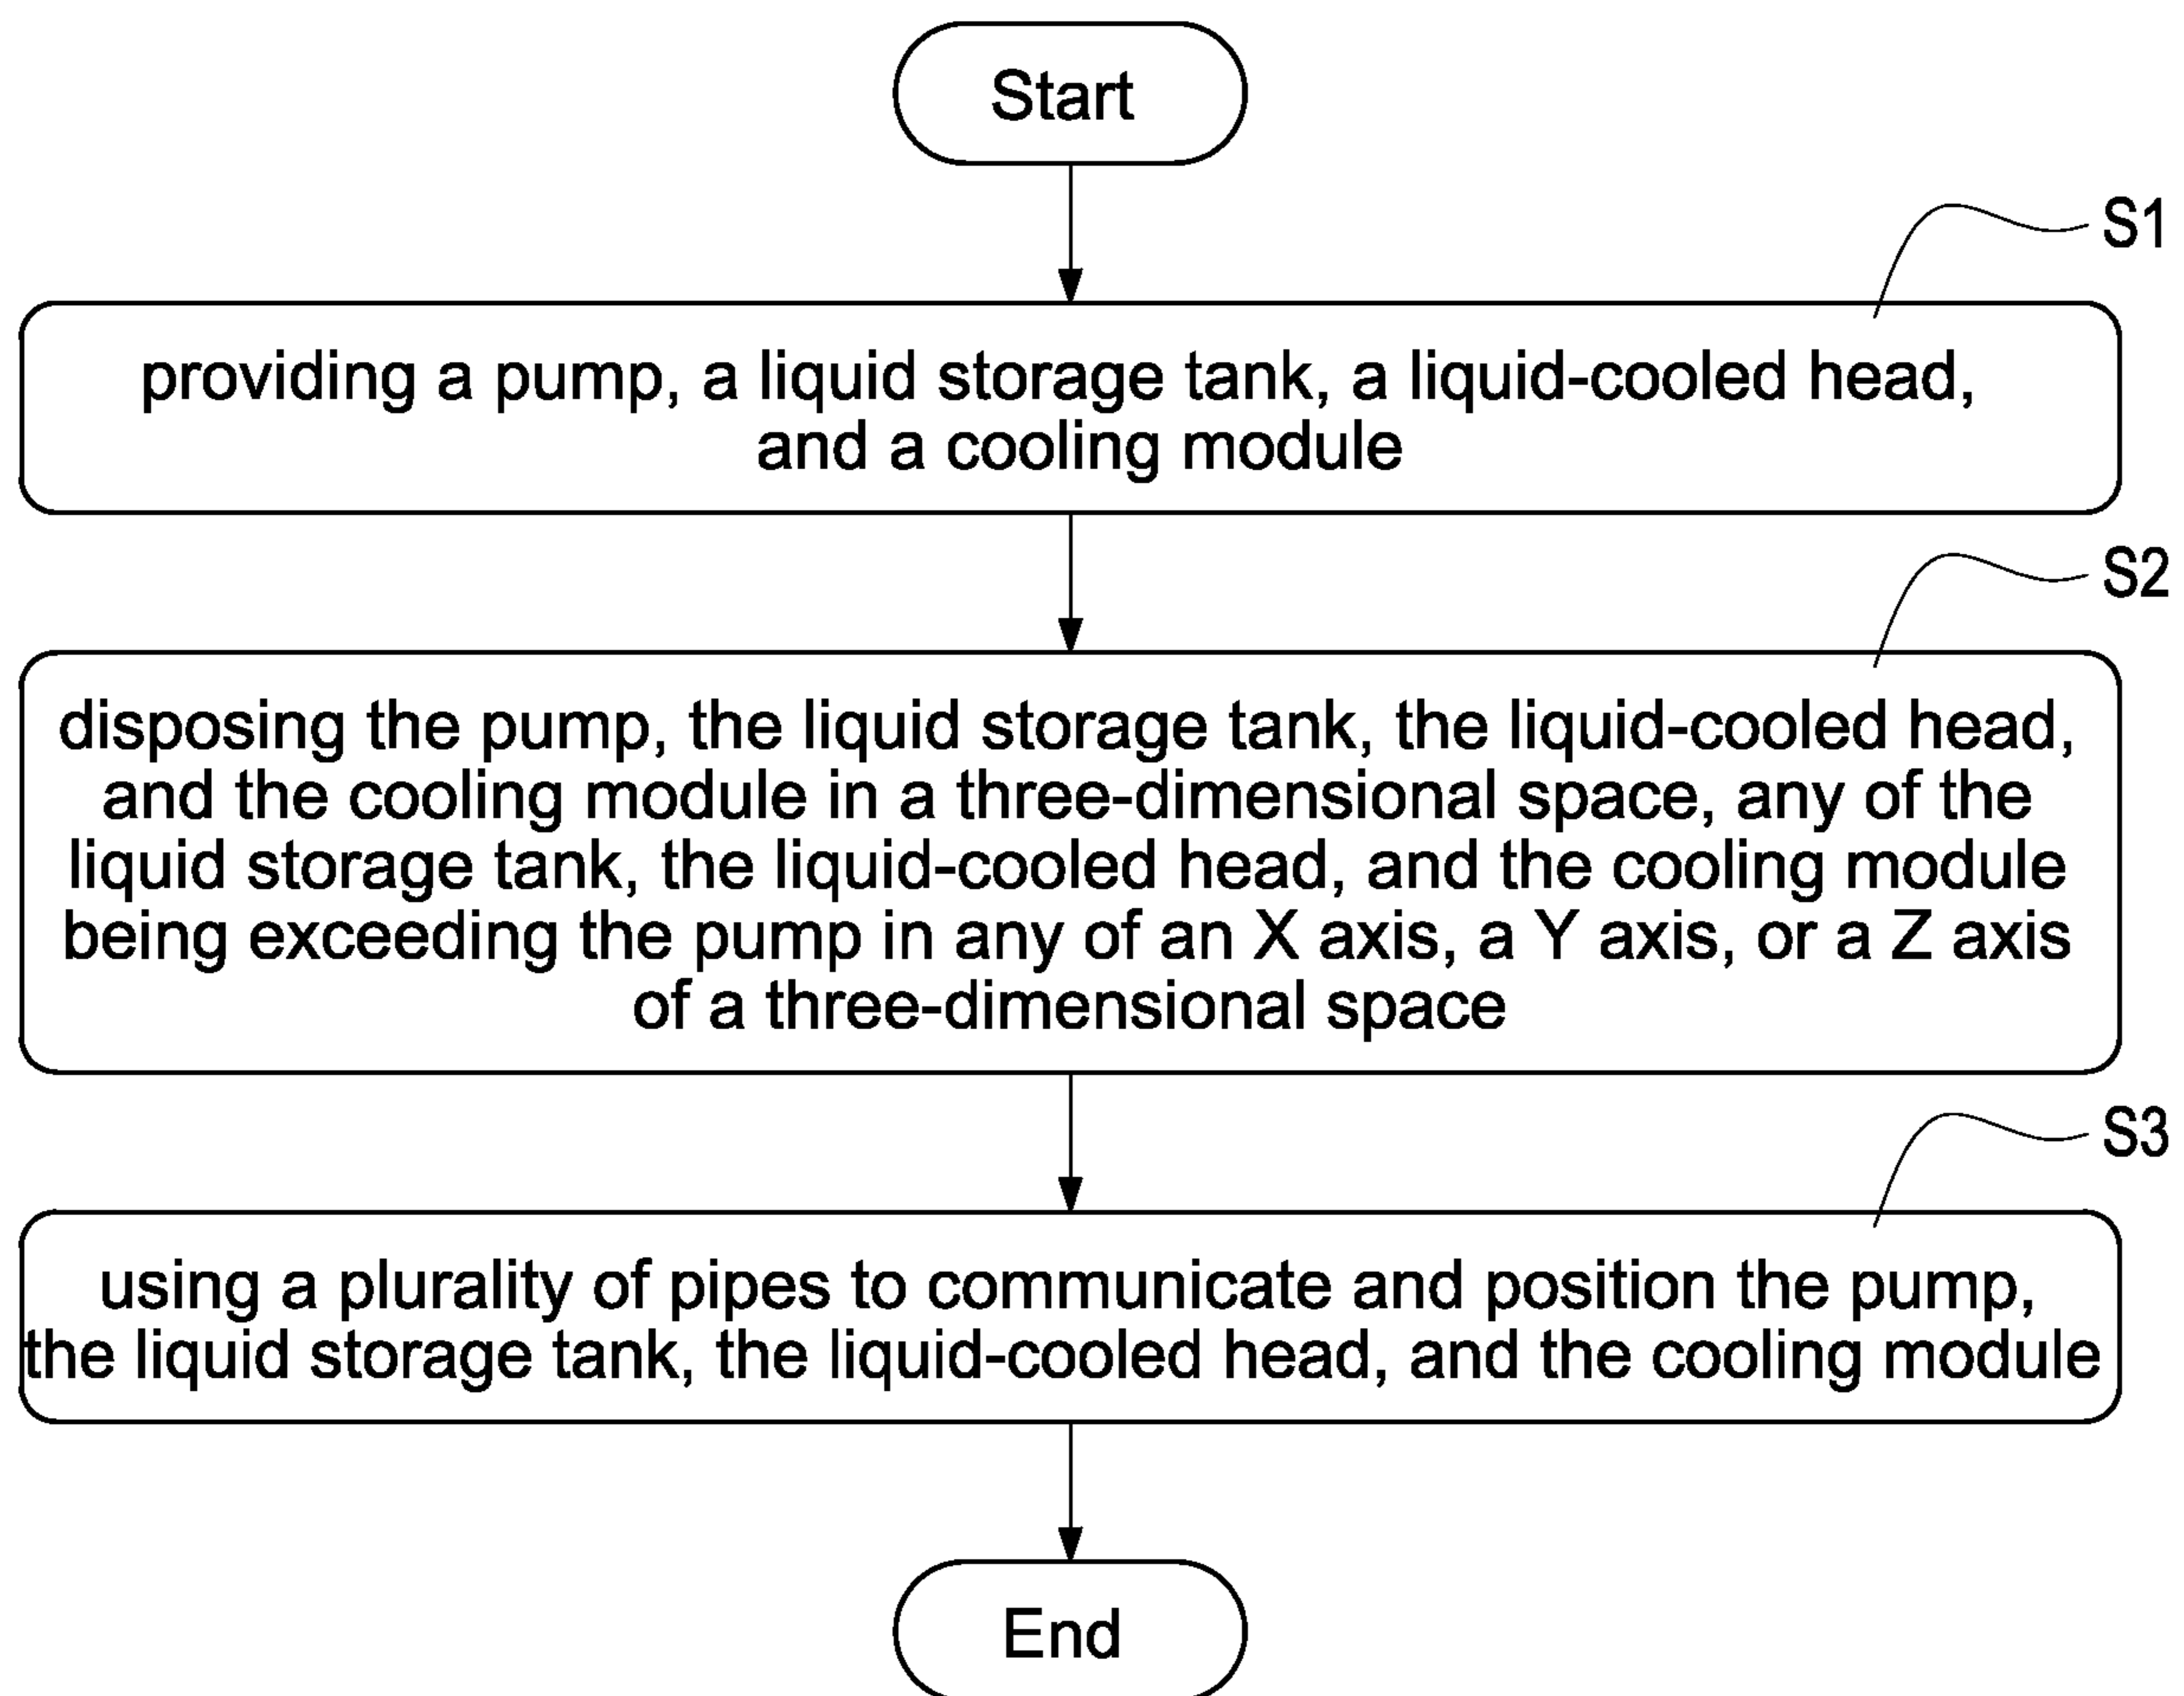 Start
S1
providing a pump, a liquid storage tank, a liquid-cooled head,
and a cooling module
S2
disposing the pump, the liquid storage tank, the liquid-cooled head,
and the cooling module in a three-dimensional space, any of the
liquid storage tank, the liquid-cooled head, and the cooling module
being exceeding the pump in any of an X axis, a Y axis, or a Z axis
of a three-dimensional space
S3
using a plurality of pipes to communicate and position the pump,
the liquid storage tank, the liquid-cooled head, and the cooling module
End